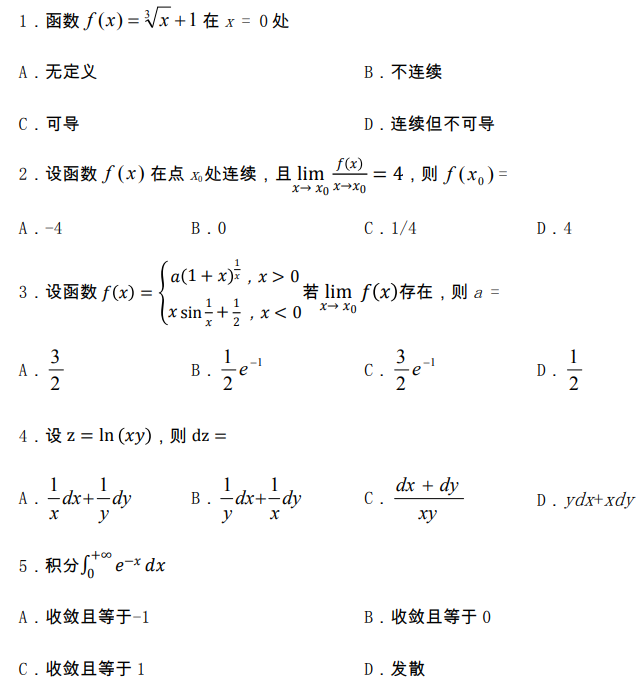 1．函数 f(x) = ∛x + 1 在 x = 0 处
A．无定义 B．不连续
C．可导 D．连续但不可导
2．设函数 f(x) 在点 x₀ 处连续，且 lim_{x→ x₀} f(x)/(x→x₀) = 4，则 f(x₀) =
A．-4 B．0 C．1/4 D．4
3．设函数 f(x) = { a(1 + x)^{1/x}，x > 0 ; x sin 1/x + 1/2，x < 0 若 lim_{x→ x₀} f(x) 存在，则 a =
A．3/2 B．1/2 e^{-1} C．3/2 e^{-1} D．1/2
4．设 z = ln (xy)，则 dz =
A．1/x dx + 1/y dy B．1/y dx + 1/x dy C．(dx + dy)/xy D．ydx+xdy
5．积分 ∫₀^{+∞} e^{-x} dx
A．收敛且等于-1 B．收敛且等于 0
C．收敛且等于 1 D．发散